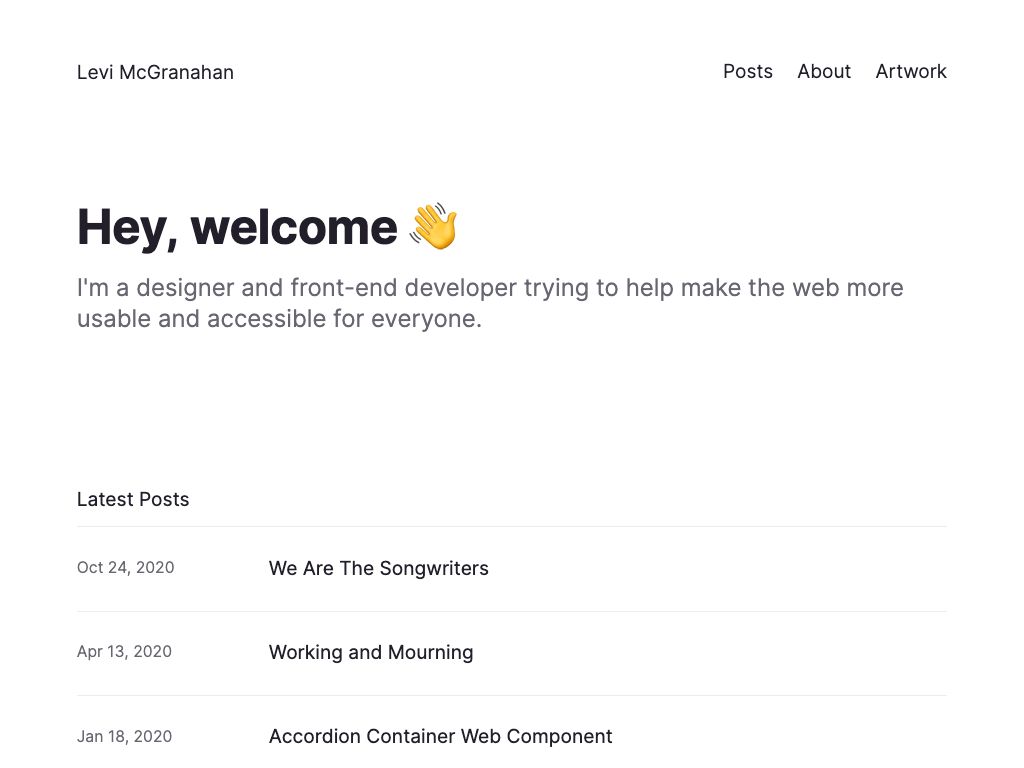 Levi McGranahan
Posts About Artwork
Hey, welcome 👋
I'm a designer and front-end developer trying to help make the web more
usable and accessible for everyone.
Latest Posts
Oct 24, 2020 We Are The Songwriters
Apr 13, 2020 Working and Mourning
Jan 18, 2020 Accordion Container Web Component